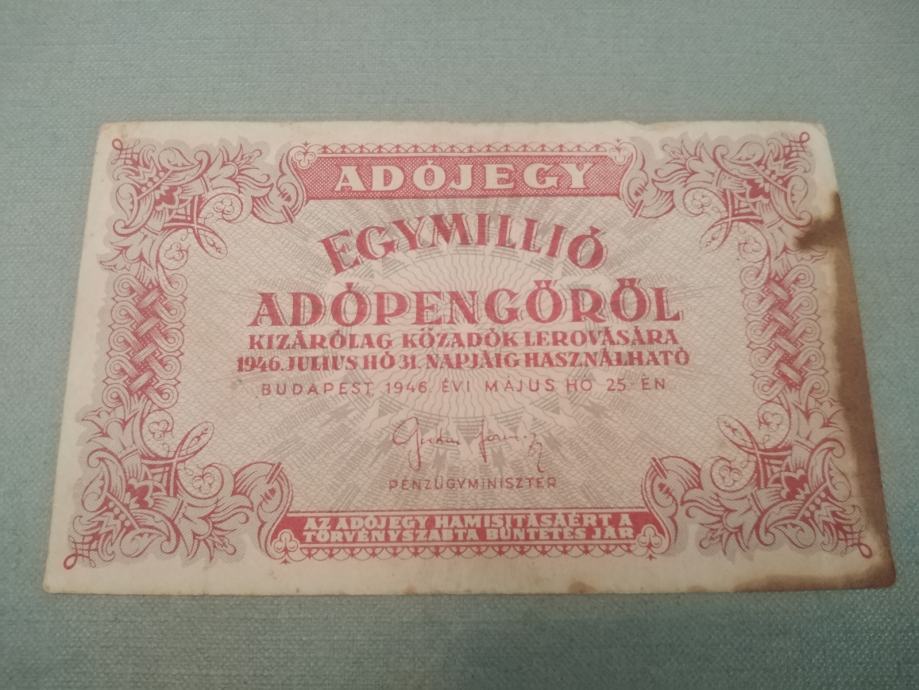 ADÓJEGY
EGYMILLIÓ
ADÓPENGŐRŐL
KIZÁRÓLAG KÖZADÓK LEROVÁSÁRA
1946. JULIUS HÓ 31. NAPJÁIG HASZNÁLHATÓ
BUDAPEST, 1946. ÉVI MÁJUS HÓ 25-ÉN
PÉNZÜGYMINISZTER
AZ ADÓJEGY HAMISITÁSAÉRT A
TÖRVÉNYSZABTA BÜNTETÉS JÁR